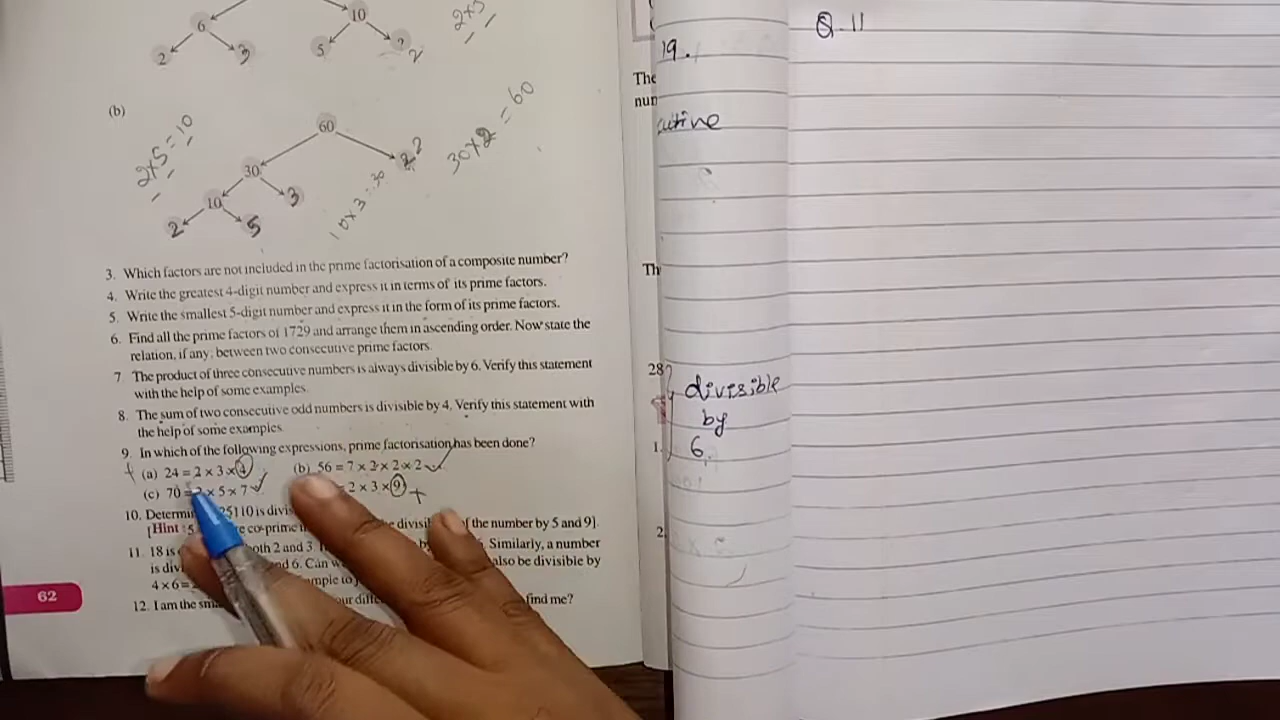 6
10
2×5
2
3
5
?
2
(b)
60
2×5=10
30
2?
30×2=60
10
3
10×3=30
2
5
3. Which factors are not included in the prime factorisation of a composite number?
4. Write the greatest 4-digit number and express it in terms of its prime factors.
5. Write the smallest 5-digit number and express it in the form of its prime factors.
6. Find all the prime factors of 1729 and arrange them in ascending order. Now state the
relation, if any; between two consecutive prime factors.
7 The product of three consecutive numbers is always divisible by 6. Verify this statement
with the help of some examples.
8. The sum of two consecutive odd numbers is divisible by 4. Verify this statement with
the help of some examples.
9. In which of the following expressions, prime factorisation has been done?
(a) 24 = 2 × 3 × 4 (b) 56 = 7 × 2 × 2 × 2
(c) 70 = 2 × 5 × 7 = 2 × 3 × 9
10. 25110 is
[Hint : co-prime of the number by 5 and 9].
11. 18 is both 2 and 3. Similarly, a number
is and 6. Can also be divisible by
4 × 6 =
12. I am the find me?
62
The
num
Th
19.
cutive
28
divisible
by
6.
1.
2.
Q. 11